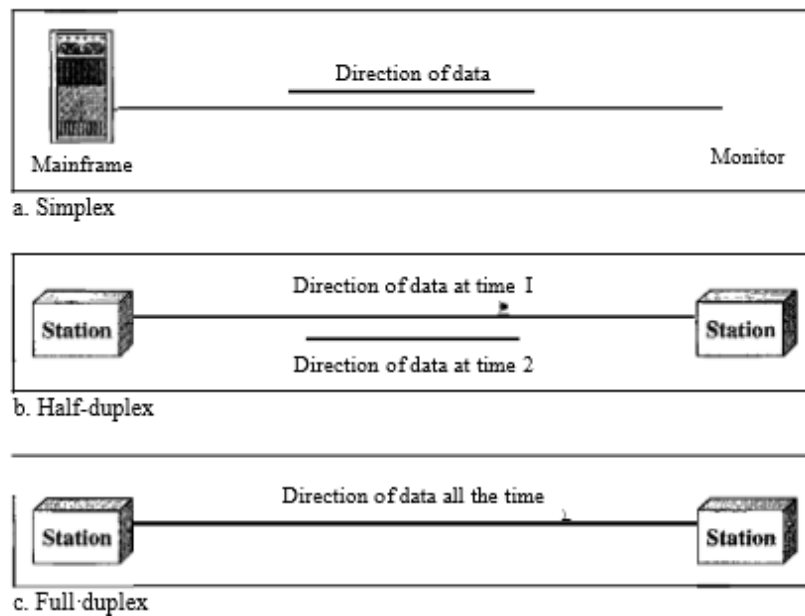 Direction of data
Mainframe
Monitor
a. Simplex
Direction of data at time I
Station
Station
Direction of data at time 2
b. Half-duplex
Direction of data all the time
Station
Station
c. Full·duplex